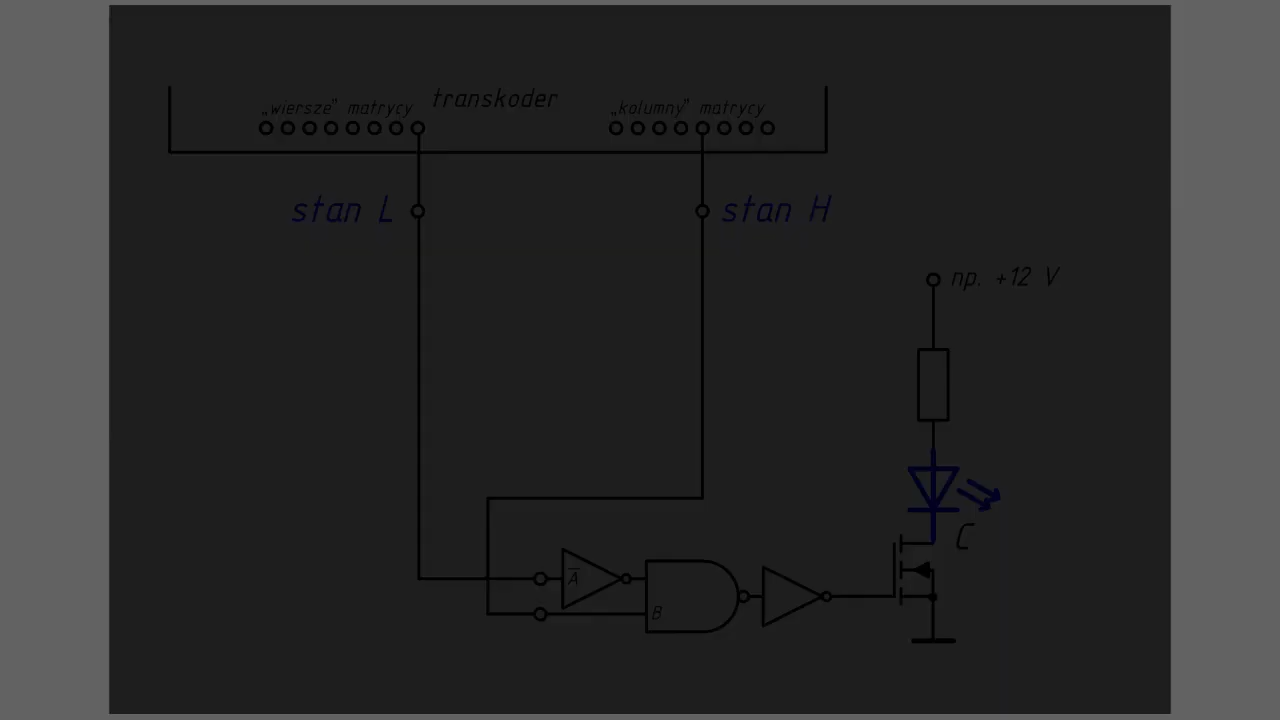 „wiersze” matrycy transkoder „kolumny” matrycy
stan L stan H
np. +12 V
C
A̅
B